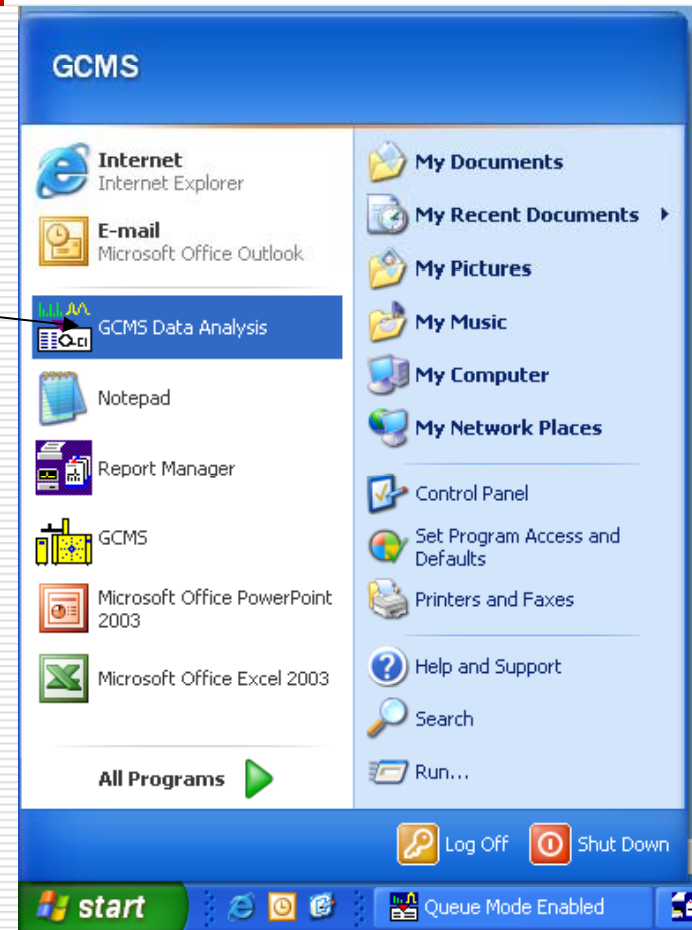 GCMS
Internet
Internet Explorer
E-mail
Microsoft Office Outlook
GCMS Data Analysis
Notepad
Report Manager
GCMS
Microsoft Office PowerPoint
2003
Microsoft Office Excel 2003
All Programs
My Documents
My Recent Documents
My Pictures
My Music
My Computer
My Network Places
Control Panel
Set Program Access and
Defaults
Printers and Faxes
Help and Support
Search
Run...
Log Off
Shut Down
start
Queue Mode Enabled